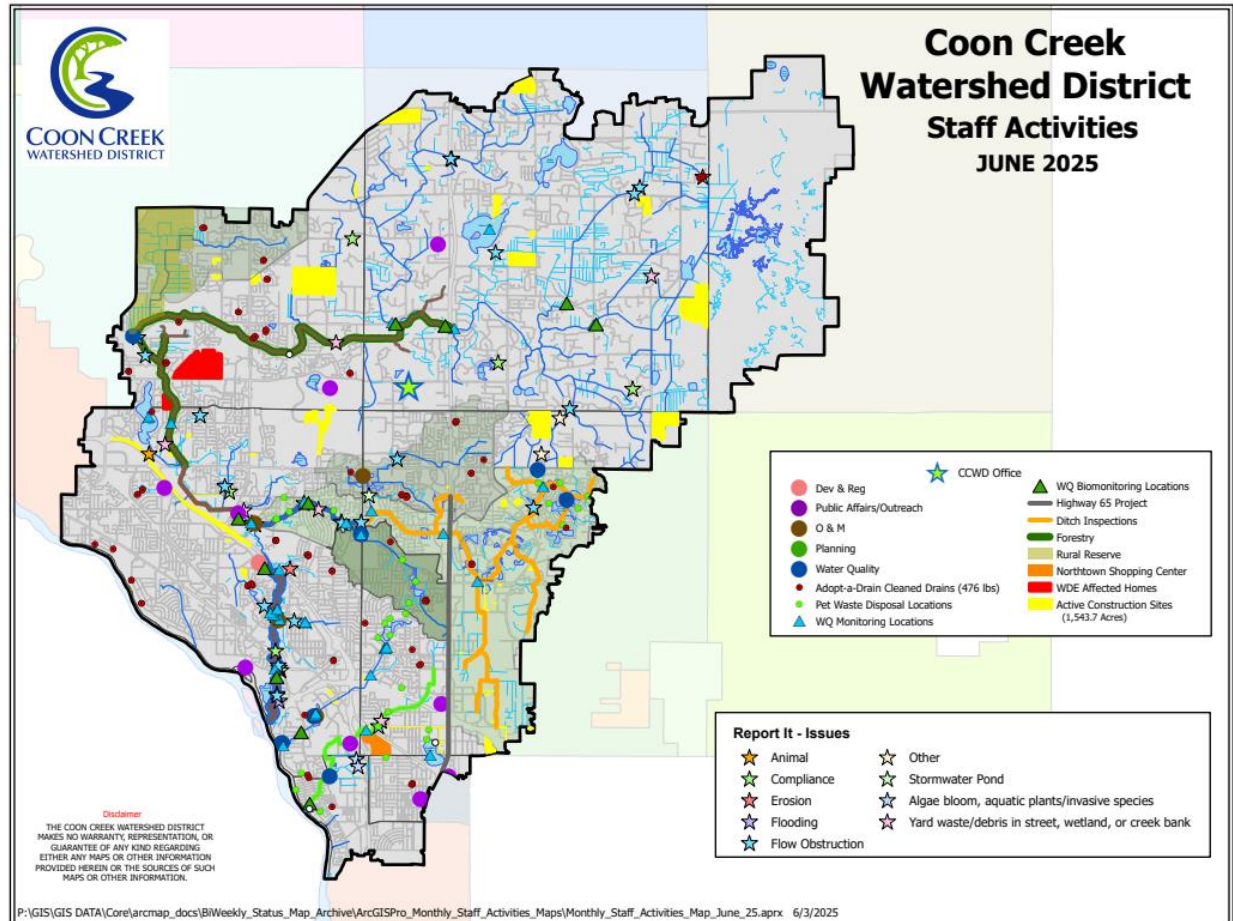 COON CREEK
WATERSHED DISTRICT
Coon Creek
Watershed District
Staff Activities
JUNE 2025
CCWD Office
Dev & Reg
Public Affairs/Outreach
O & M
Planning
Water Quality
Adopt-a-Drain Cleaned Drains (476 lbs)
Pet Waste Disposal Locations
WQ Monitoring Locations
WQ Biomonitoring Locations
Highway 65 Project
Ditch Inspections
Forestry
Rural Reserve
Northtown Shopping Center
WDE Affected Homes
Active Construction Sites
(1,543.7 Acres)
Report It - Issues
Animal
Compliance
Erosion
Flooding
Flow Obstruction
Other
Stormwater Pond
Algae bloom, aquatic plants/invasive species
Yard waste/debris in street, wetland, or creek bank
Disclaimer
THE COON CREEK WATERSHED DISTRICT
MAKES NO WARRANTY, REPRESENTATION, OR
GUARANTEE OF ANY KIND REGARDING
EITHER ANY MAPS OR OTHER INFORMATION
PROVIDED HEREIN OR THE SOURCES OF SUCH
MAPS OR OTHER INFORMATION.
P:\GIS\GIS DATA\Core\arcmap_docs\BiWeekly_Status_Map_Archive\ArcGISPro_Monthly_Staff_Activities_Maps\Monthly_Staff_Activities_Map_June_25.aprx 6/3/2025